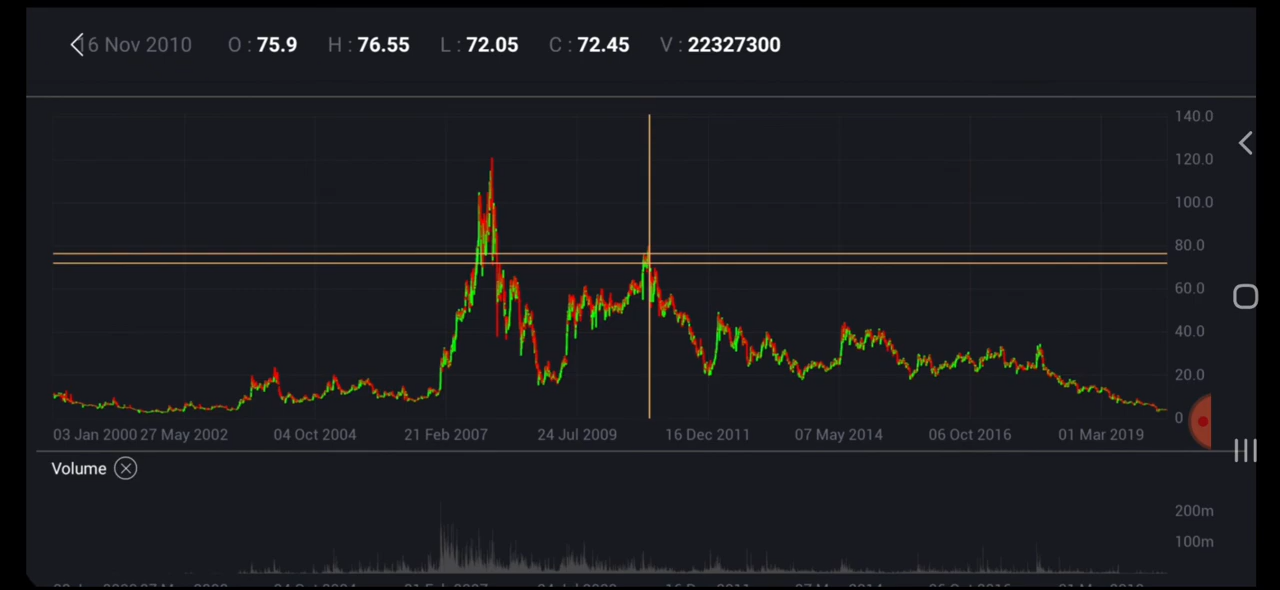 16 Nov 2010 O : 75.9 H : 76.55 L : 72.05 C : 72.45 V : 22327300
140.0
120.0
100.0
80.0
60.0
40.0
20.0
0
03 Jan 2000 27 May 2002 04 Oct 2004 21 Feb 2007 24 Jul 2009 16 Dec 2011 07 May 2014 06 Oct 2016 01 Mar 2019
Volume
200m
100m